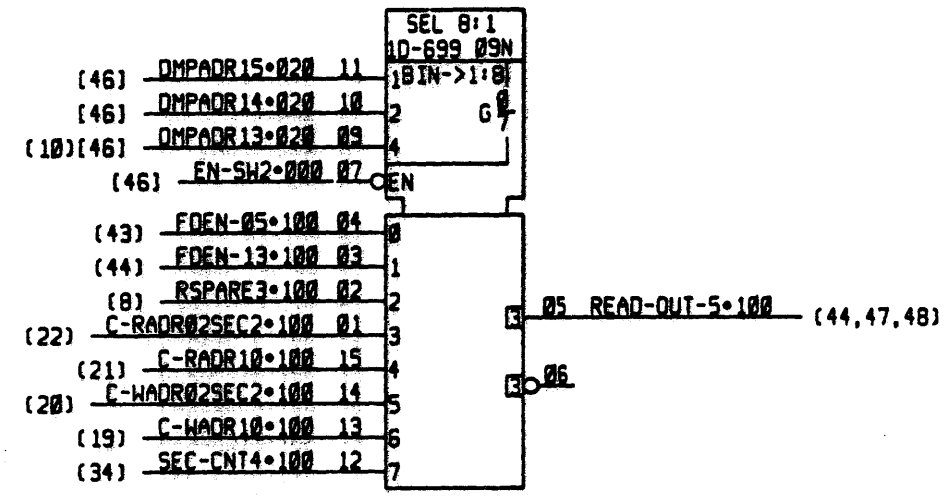 SEL 8:1
1D-699 09N
[46] DMPADR15•020 11 1 BIN->1:8
[46] DMPADR14•020 10 2 G 0/7
[10][46] DMPADR13•020 09 4
[46] EN-SW2•000 07 EN
[43] FDEN-05•100 04 0
[44] FDEN-13•100 03 1
[8] RSPARE3•100 02 2
[22] C-RADR02SEC2•100 01 3
3 05 READ-OUT-5•100 [44,47,48]
[21] C-RADR10•100 15 4
[20] C-WADR02SEC2•100 14 5
3 06
[19] C-WADR10•100 13 6
[34] SEC-CNT4•100 12 7